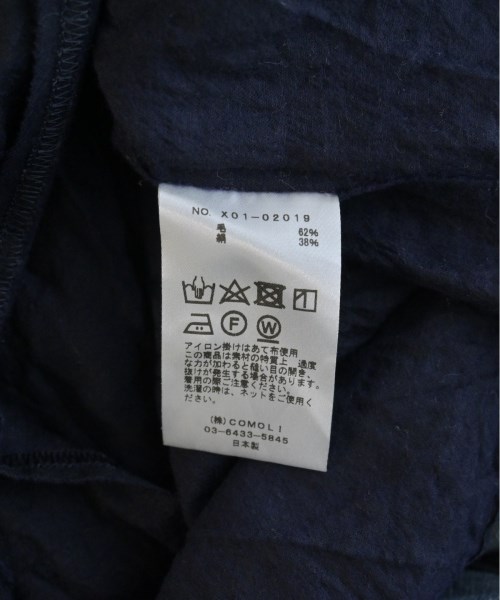 NO. X01-02019
毛 62%
絹 38%
F
W
アイロン掛けはあて布使用
この商品は素材の特質上、過度
な力が加わると縫い目の開き、
抜けが発生する場合があります。
着用の際ご注意ください。
洗濯の時は、ネットをご使用く
ださい。
(株)COMOLI
03-6433-5845
日本製